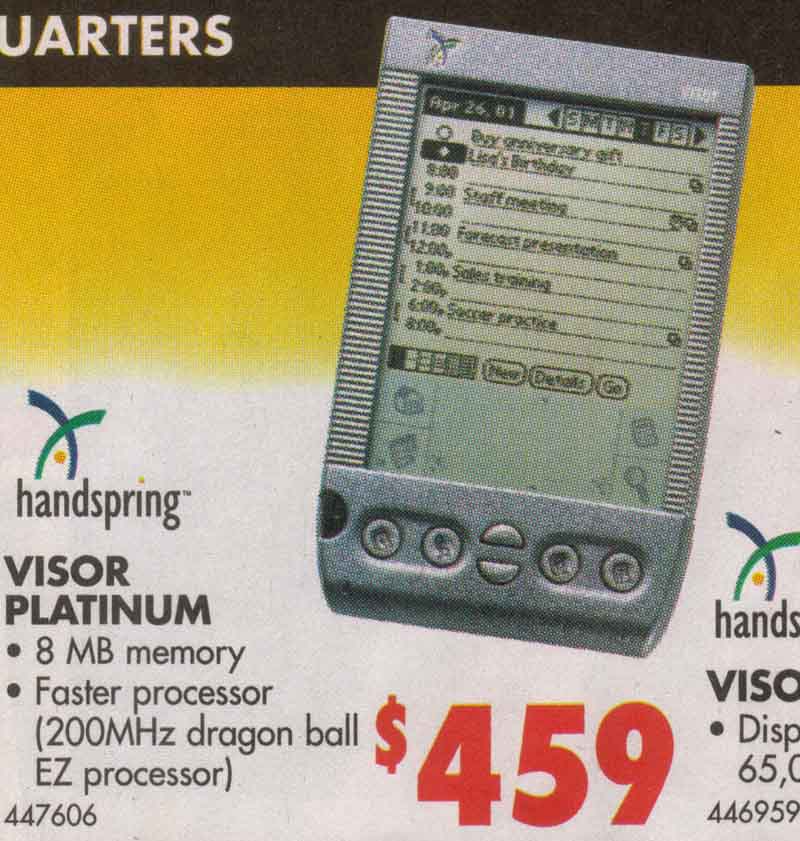 UARTERS
Apr 26, 01
S M T W T F S
Buy anniversary gift
Lisa's Birthday
8:00
9:00 Staff meeting
10:00
11:00 Forecast presentation
12:00
1:00 Sales training
2:00
6:00 Soccer practice
8:00
New Details Go
handspring™
VISOR
PLATINUM
• 8 MB memory
• Faster processor
(200MHz dragon ball
EZ processor)
447606
$459
hands
VISO
• Disp
65,0
446959